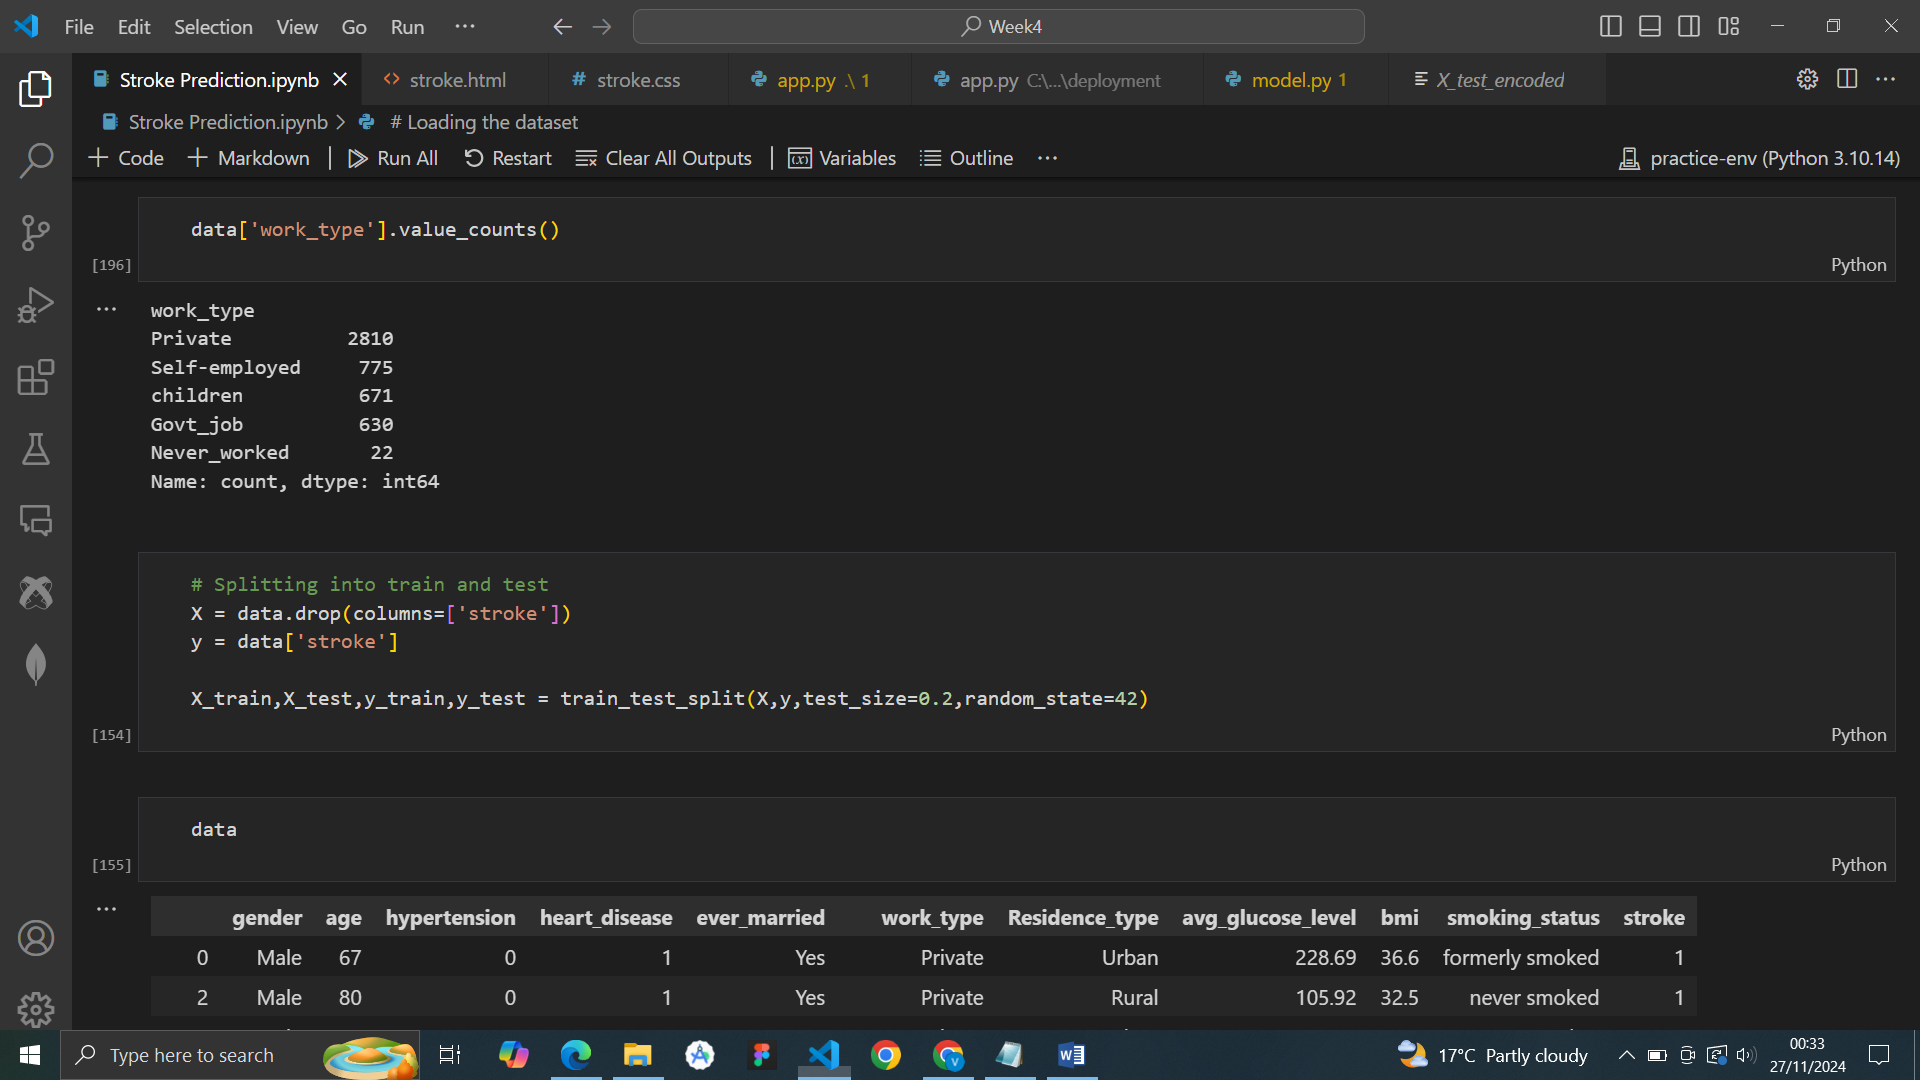 File Edit Selection View Go Run ··· Week4
Stroke Prediction.ipynb stroke.html # stroke.css app.py .\ 1 app.py C:\...\deployment model.py 1 X_test_encoded
Stroke Prediction.ipynb > # Loading the dataset
+ Code + Markdown Run All Restart Clear All Outputs Variables Outline ··· practice-env (Python 3.10.14)
data['work_type'].value_counts()
[196] Python
work_type
Private 2810
Self-employed 775
children 671
Govt_job 630
Never_worked 22
Name: count, dtype: int64
# Splitting into train and test
X = data.drop(columns=['stroke'])
y = data['stroke']
X_train,X_test,y_train,y_test = train_test_split(X,y,test_size=0.2,random_state=42)
[154] Python
data
[155] Python
gender age hypertension heart_disease ever_married work_type Residence_type avg_glucose_level bmi smoking_status stroke
0 Male 67 0 1 Yes Private Urban 228.69 36.6 formerly smoked 1
2 Male 80 0 1 Yes Private Rural 105.92 32.5 never smoked 1
Type here to search 17°C Partly cloudy 00:33
27/11/2024